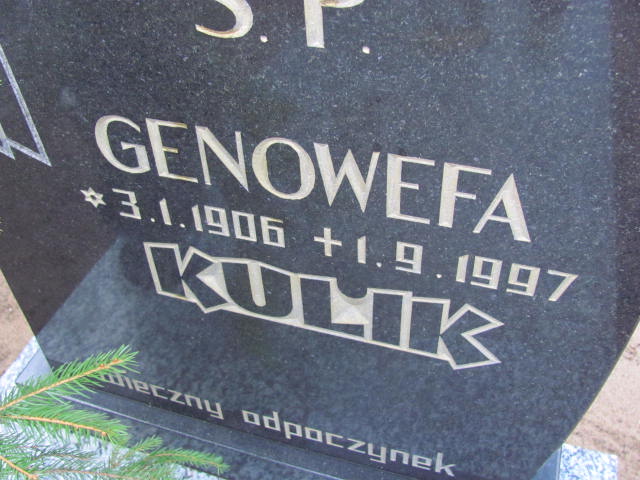 Ś.P.
GENOWEFA
* 3.1.1906 + 1.9.1997
KULIK
wieczny odpoczynek